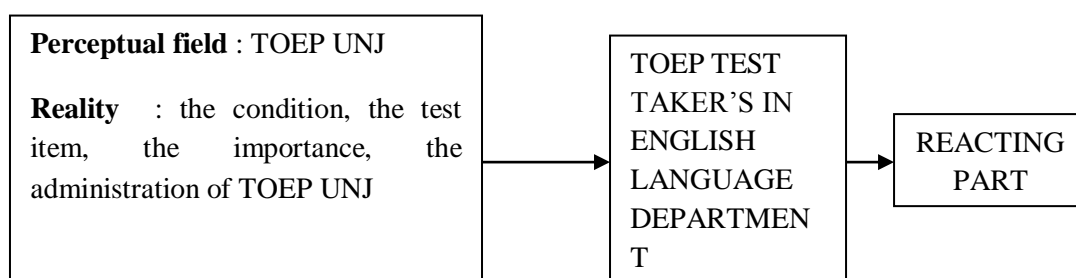 Perceptual field : TOEP UNJ
Reality : the condition, the test
item, the importance, the
administration of TOEP UNJ
TOEP TEST
TAKER’S IN
ENGLISH
LANGUAGE
DEPARTMEN
T
REACTING
PART